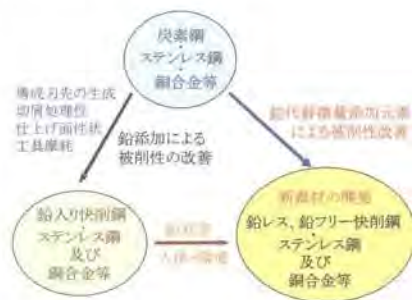 炭素鋼
・
ステンレス鋼
・
銅合金等
構成刃先の生成
切屑処理性
仕上げ面性状
工具摩耗
鉛添加による
被削性の改善
鉛代替微量添加元素
による被削性改善
鉛入り快削鋼
・
ステンレス鋼
及び
銅合金等
新素材の開発
鉛レス、鉛フリー快削鋼
・
ステンレス鋼
及び
銅合金等